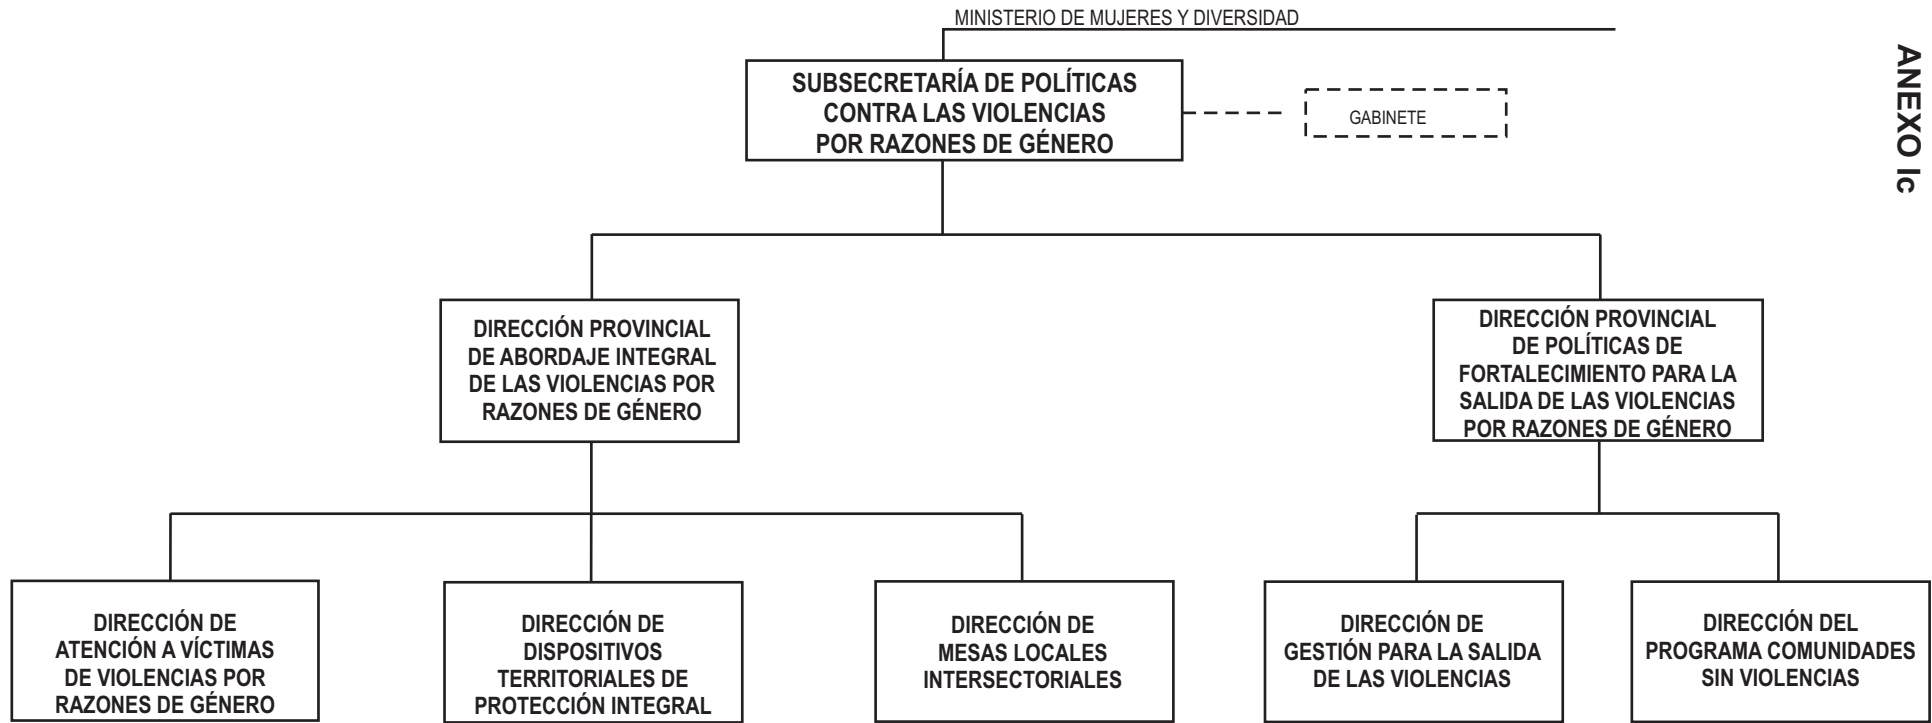 MINISTERIO DE MUJERES Y DIVERSIDAD
ANEXO Ic
SUBSECRETARÍA DE POLÍTICAS
CONTRA LAS VIOLENCIAS
POR RAZONES DE GÉNERO
GABINETE
DIRECCIÓN PROVINCIAL
DE ABORDAJE INTEGRAL
DE LAS VIOLENCIAS POR
RAZONES DE GÉNERO
DIRECCIÓN PROVINCIAL
DE POLÍTICAS DE
FORTALECIMIENTO PARA LA
SALIDA DE LAS VIOLENCIAS
POR RAZONES DE GÉNERO
DIRECCIÓN DE
ATENCIÓN A VÍCTIMAS
DE VIOLENCIAS POR
RAZONES DE GÉNERO
DIRECCIÓN DE
DISPOSITIVOS
TERRITORIALES DE
PROTECCIÓN INTEGRAL
DIRECCIÓN DE
MESAS LOCALES
INTERSECTORIALES
DIRECCIÓN DE
GESTIÓN PARA LA SALIDA
DE LAS VIOLENCIAS
DIRECCIÓN DEL
PROGRAMA COMUNIDADES
SIN VIOLENCIAS